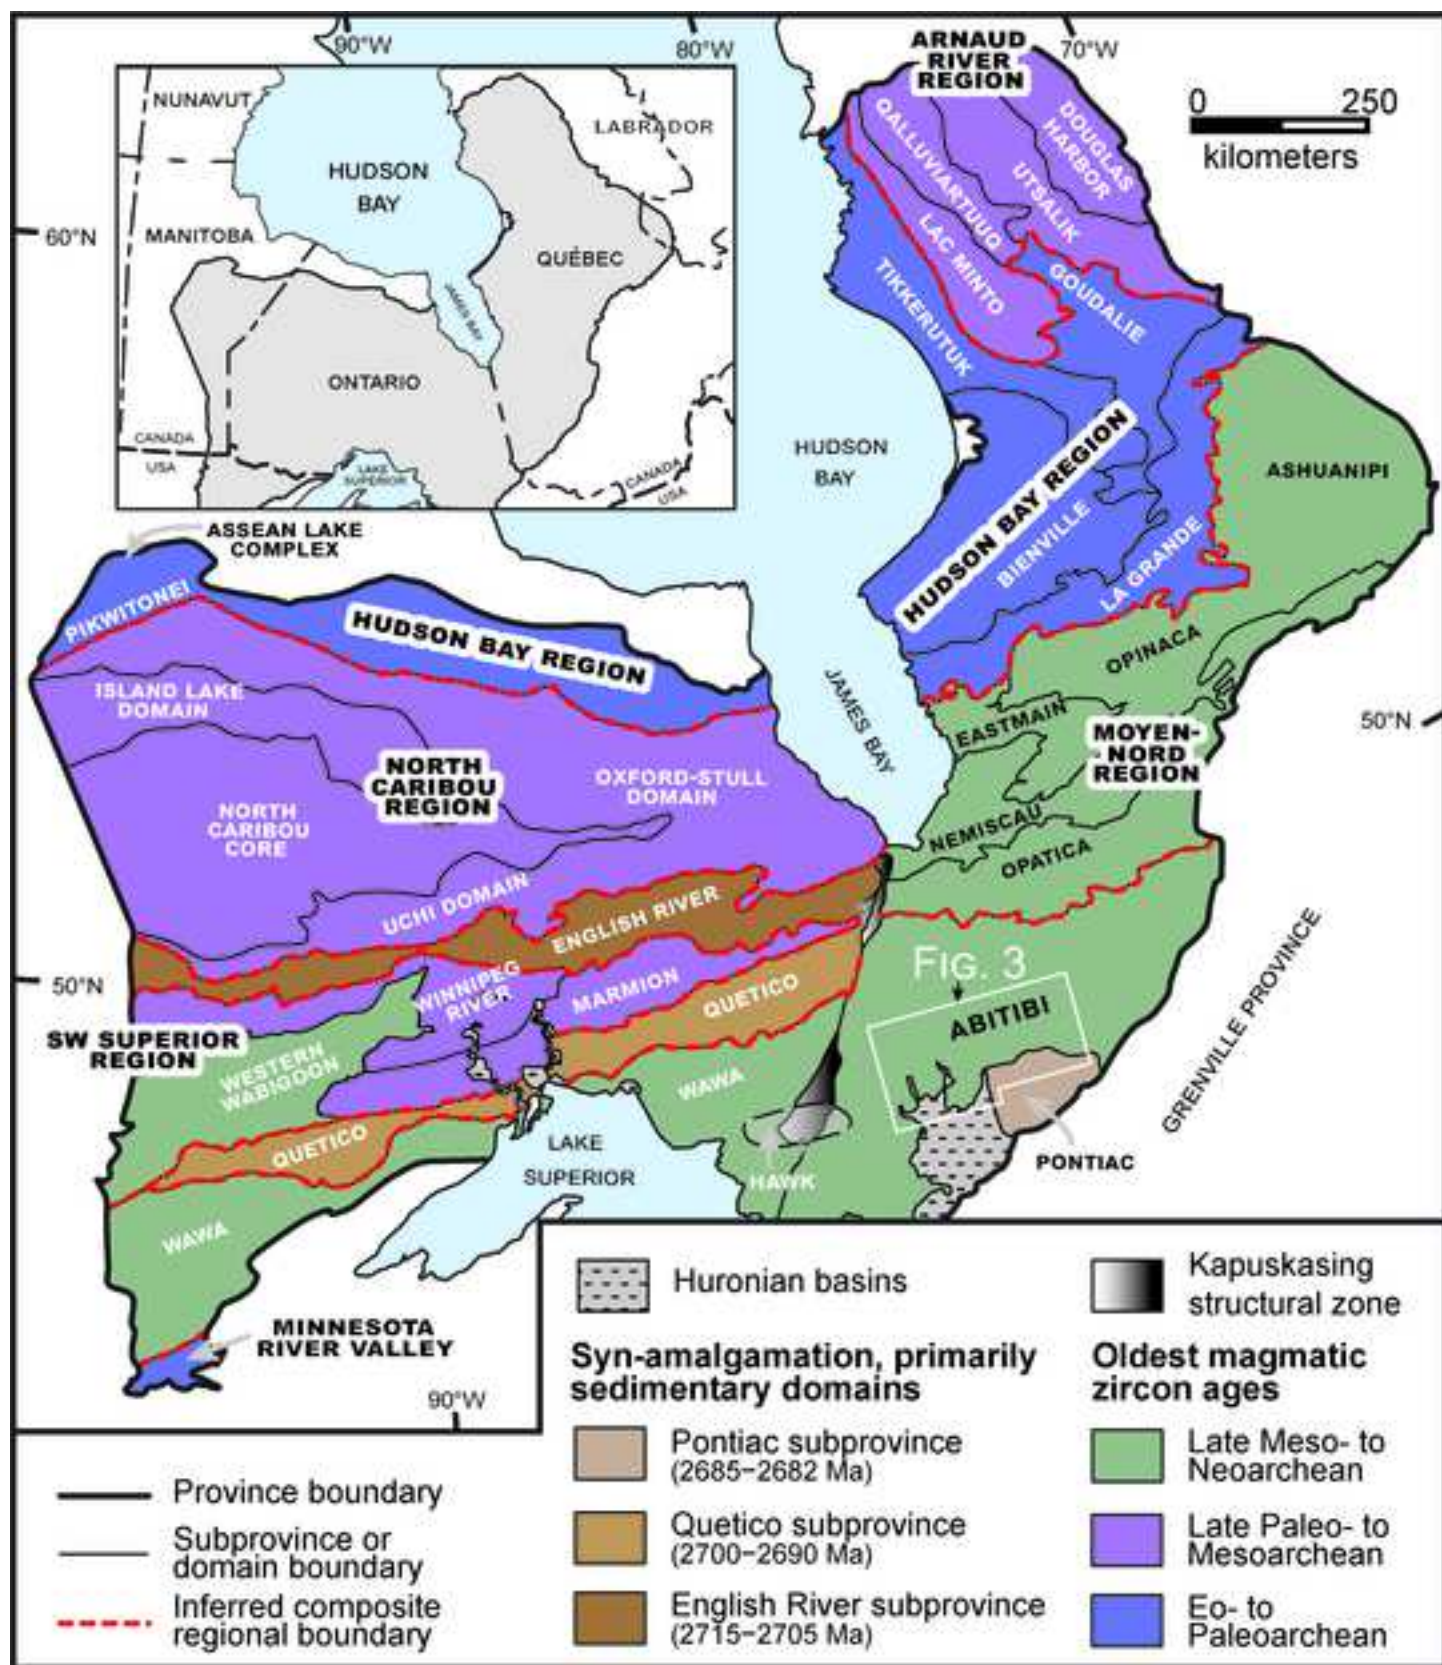 90°W
80°W
ARNAUD
RIVER
REGION
70°W
0 250
kilometers
NUNAVUT
LABRADOR
HUDSON
BAY
MANITOBA
QUÉBEC
JAMES BAY
ONTARIO
CANADA
USA
LAKE
SUPERIOR
CANADA
USA
60°N
QALLUVIARTUUQ
DOUGLAS
HARBOR
UTSALIK
LAC MINTO
TIKKERUTUK
GOUDALIE
HUDSON
BAY
HUDSON BAY REGION
BIENVILLE
LA GRANDE
ASHUANIPI
ASSEAN LAKE
COMPLEX
PIKWITONEI
HUDSON BAY REGION
ISLAND LAKE
DOMAIN
NORTH
CARIBOU
REGION
OXFORD-STULL
DOMAIN
NORTH
CARIBOU
CORE
JAMES BAY
OPINACA
EASTMAIN
MOYEN-
NORD
REGION
50°N
NEMISCAU
OPATICA
UCHI DOMAIN
ENGLISH RIVER
50°N
WINNIPEG
RIVER
MARMION
QUETICO
FIG. 3
ABITIBI
GRENVILLE PROVINCE
SW SUPERIOR
REGION
WESTERN
WABIGOON
WAWA
QUETICO
LAKE
SUPERIOR
HAWK
PONTIAC
WAWA
MINNESOTA
RIVER VALLEY
90°W
Province boundary
Subprovince or
domain boundary
Inferred composite
regional boundary
Huronian basins
Syn-amalgamation, primarily
sedimentary domains
Pontiac subprovince
(2685–2682 Ma)
Quetico subprovince
(2700–2690 Ma)
English River subprovince
(2715–2705 Ma)
Kapuskasing
structural zone
Oldest magmatic
zircon ages
Late Meso- to
Neoarchean
Late Paleo- to
Mesoarchean
Eo- to
Paleoarchean